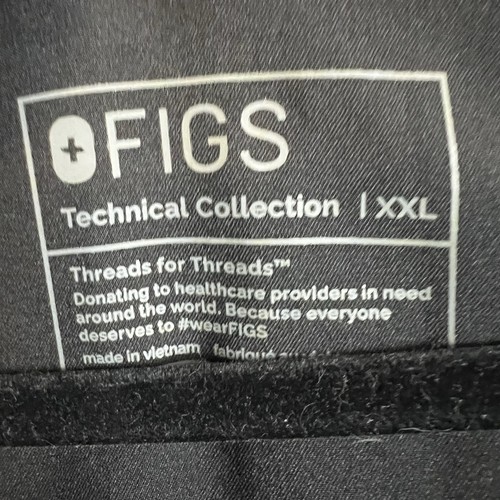 FIGS
Technical Collection | XXL
Threads for Threads™
Donating to healthcare providers in need
around the world. Because everyone
deserves to #wearFIGS
made in vietnam